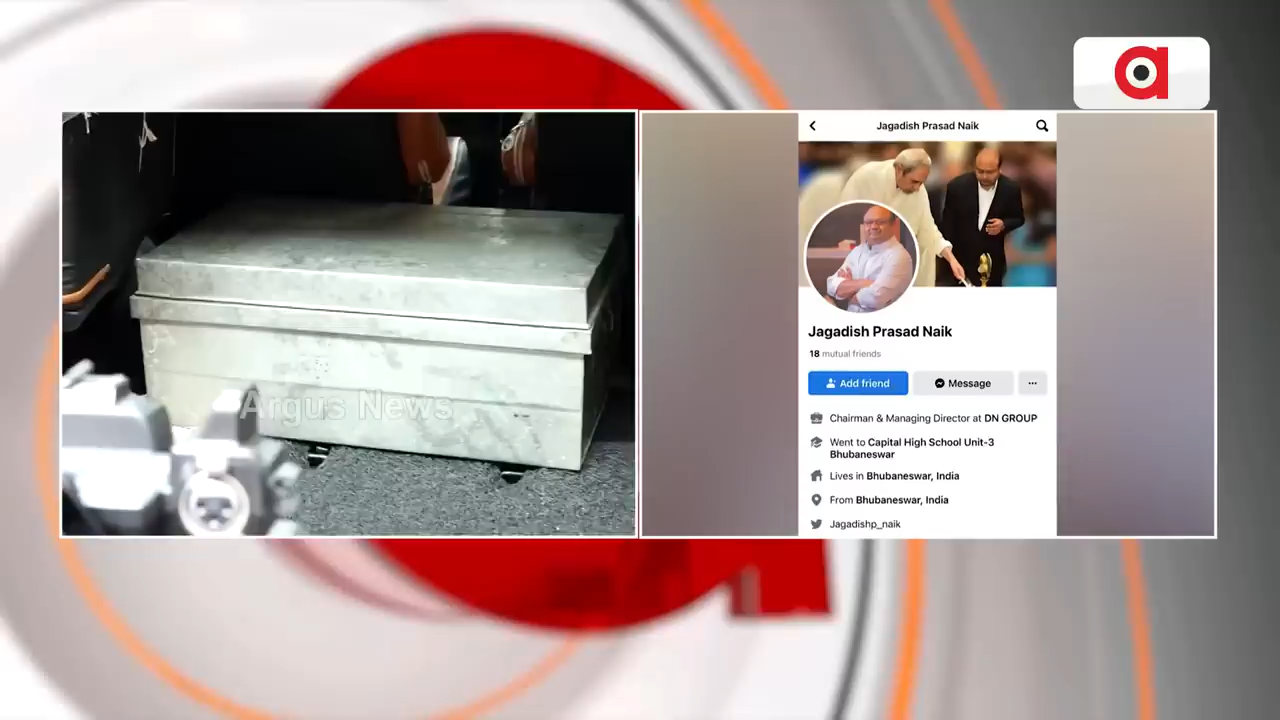 Argus News
Jagadish Prasad Naik
Jagadish Prasad Naik
18 mutual friends
Add friend
Message
Chairman & Managing Director at DN GROUP
Went to Capital High School Unit-3
Bhubaneswar
Lives in Bhubaneswar, India
From Bhubaneswar, India
Jagadishp_naik